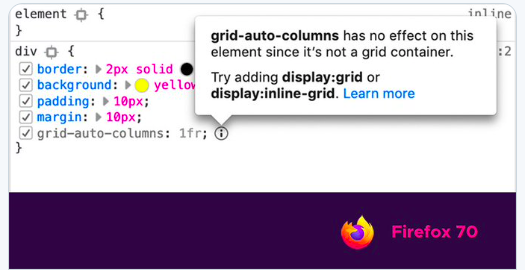 element {
inline
}
grid-auto-columns has no effect on this
element since it's not a grid container.
Try adding display:grid or
display:inline-grid. Learn more
div {
:2
border: 2px solid
background: yellow
padding: 10px;
margin: 10px;
grid-auto-columns: 1fr;
}
Firefox 70